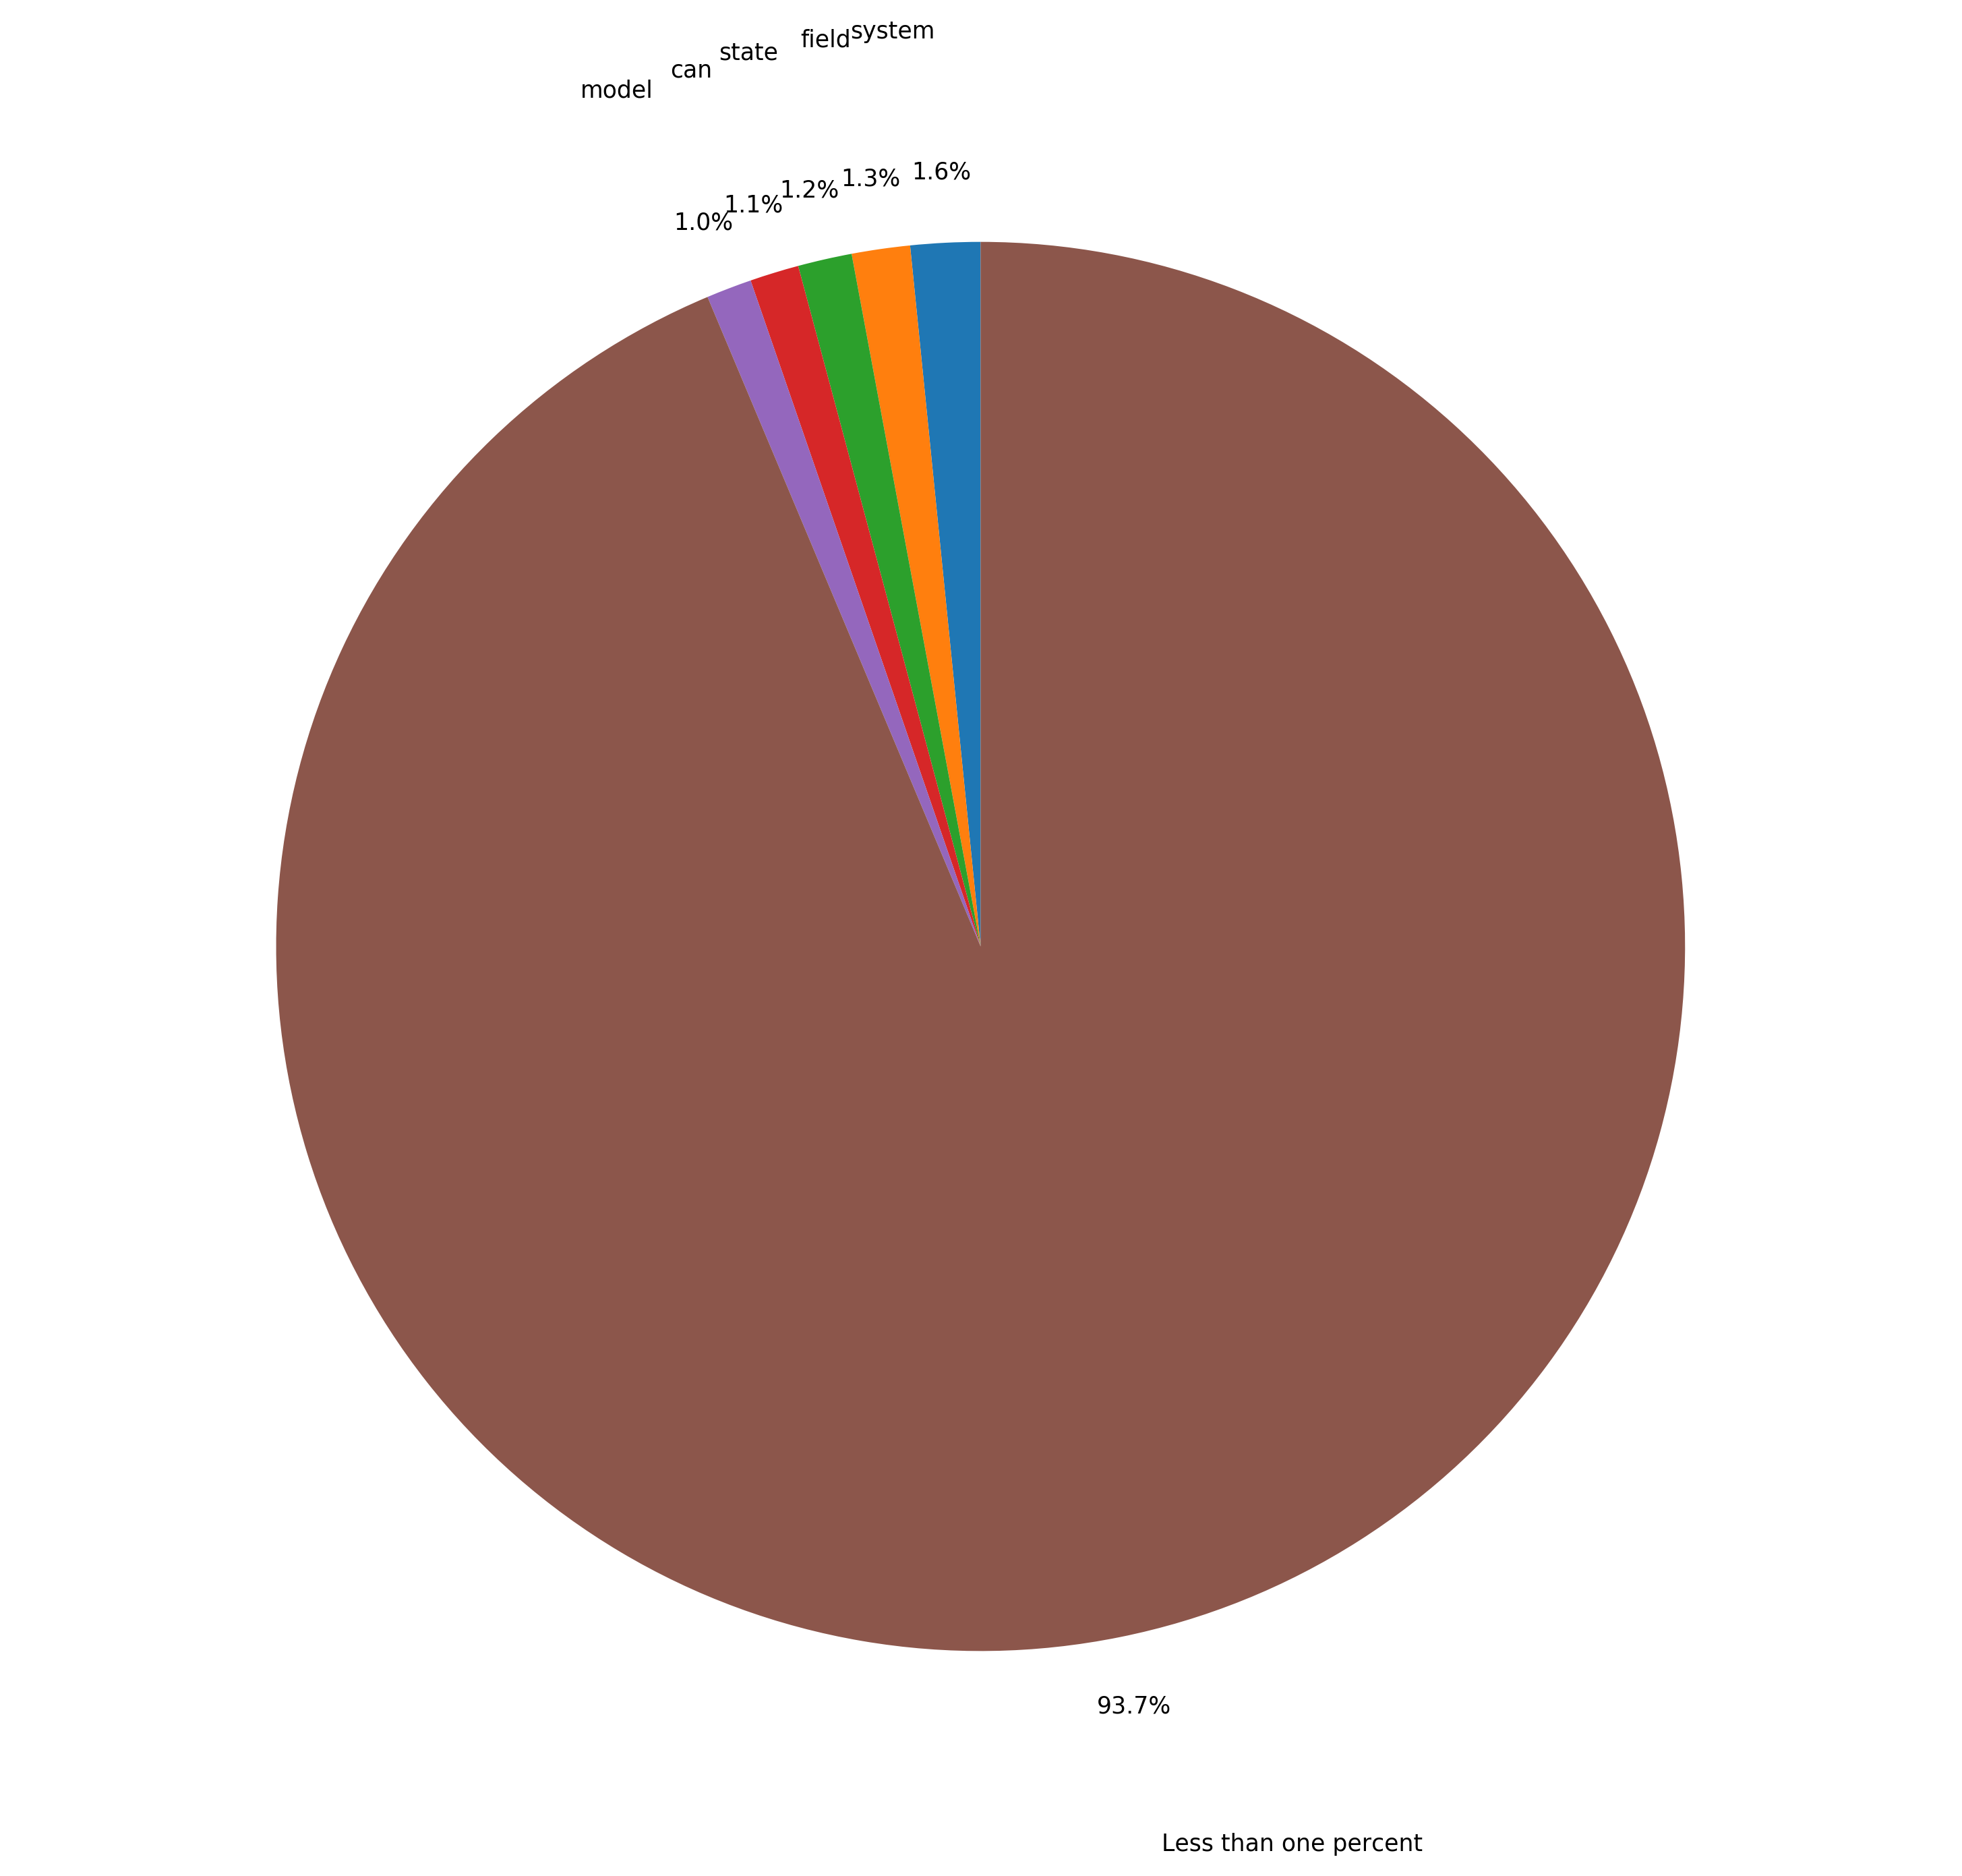 system
field
state
can
model
1.6%
1.3%
1.2%
1.1%
1.0%
93.7%
Less than one percent